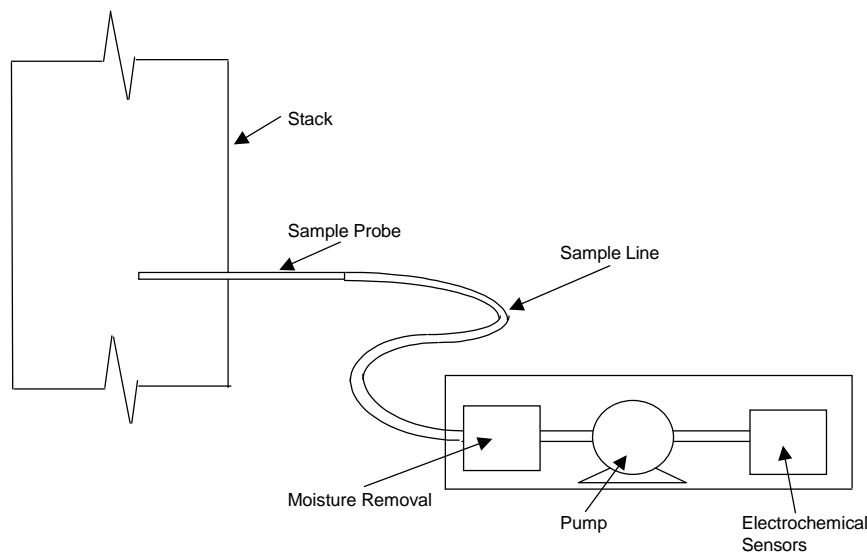 Stack
Sample Probe
Sample Line
Moisture Removal
Pump
Electrochemical
Sensors